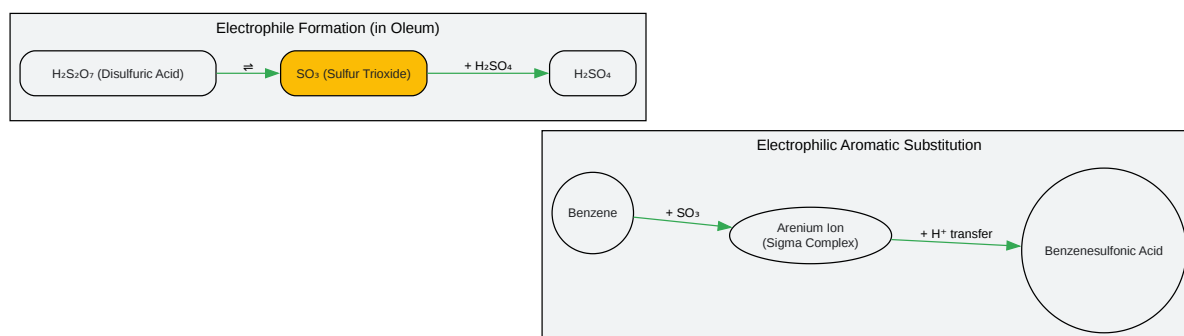 Electrophile Formation (in Oleum)
H₂S₂O₇ (Disulfuric Acid)
⇌
SO₃ (Sulfur Trioxide)
+ H₂SO₄
H₂SO₄
Electrophilic Aromatic Substitution
Benzene
+ SO₃
Arenium Ion
(Sigma Complex)
+ H⁺ transfer
Benzenesulfonic Acid